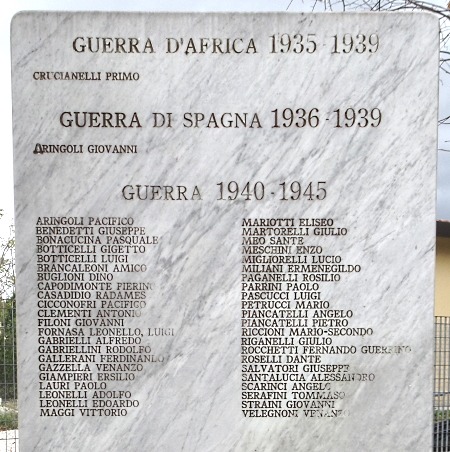 GUERRA D'AFRICA 1935-1939
CRUCIANELLI PRIMO
GUERRA DI SPAGNA 1936-1939
ARINGOLI GIOVANNI
GUERRA 1940-1945
ARINGOLI PACIFICO
BENEDETTI GIUSEPPE
BONACUCINA PASQUALE
BOTTICELLI GIGETTO
BOTTICELLI LUIGI
BRANCALEONI AMICO
BUGLIONI DINO
CAPODIMONTE PIERINO
CASADIDIO RADAMES
CICCONOFRI PACIFICO
CLEMENTI ANTONIO
FILONI GIOVANNI
FORNASA LEONELLO, LUIGI
GABRIELLI ALFREDO
GABRIELLINI RODOLFO
GALLERANI FERDINANDO
GAZZELLA VENANZO
GIAMPIERI ERSILIO
LAURI PAOLO
LEONELLI ADOLFO
LEONELLI EDOARDO
MAGGI VITTORIO
MARIOTTI ELISEO
MARTORELLI GIULIO
MEO SANTE
MESCHINI ENZO
MIGLIORELLI LUCIO
MILIANI ERMENEGILDO
PAGANELLI ROSILIO
PARRINI PAOLO
PASCUCCI LUIGI
PETRUCCI MARIO
PIANCATELLI ANGELO
PIANCATELLI PIETRO
RICCIONI MARIO-SECONDO
RIGANELLI GIULIO
ROCCHETTI FERNANDO GUERRINO
ROSELLI DANTE
SALVATORI GIUSEPPE
SANTALUCIA ALESSANDRO
SCARINCI ANGELO
SERAFINI TOMMASO
STRAINI GIOVANNI
VELEGNONI VENANZO